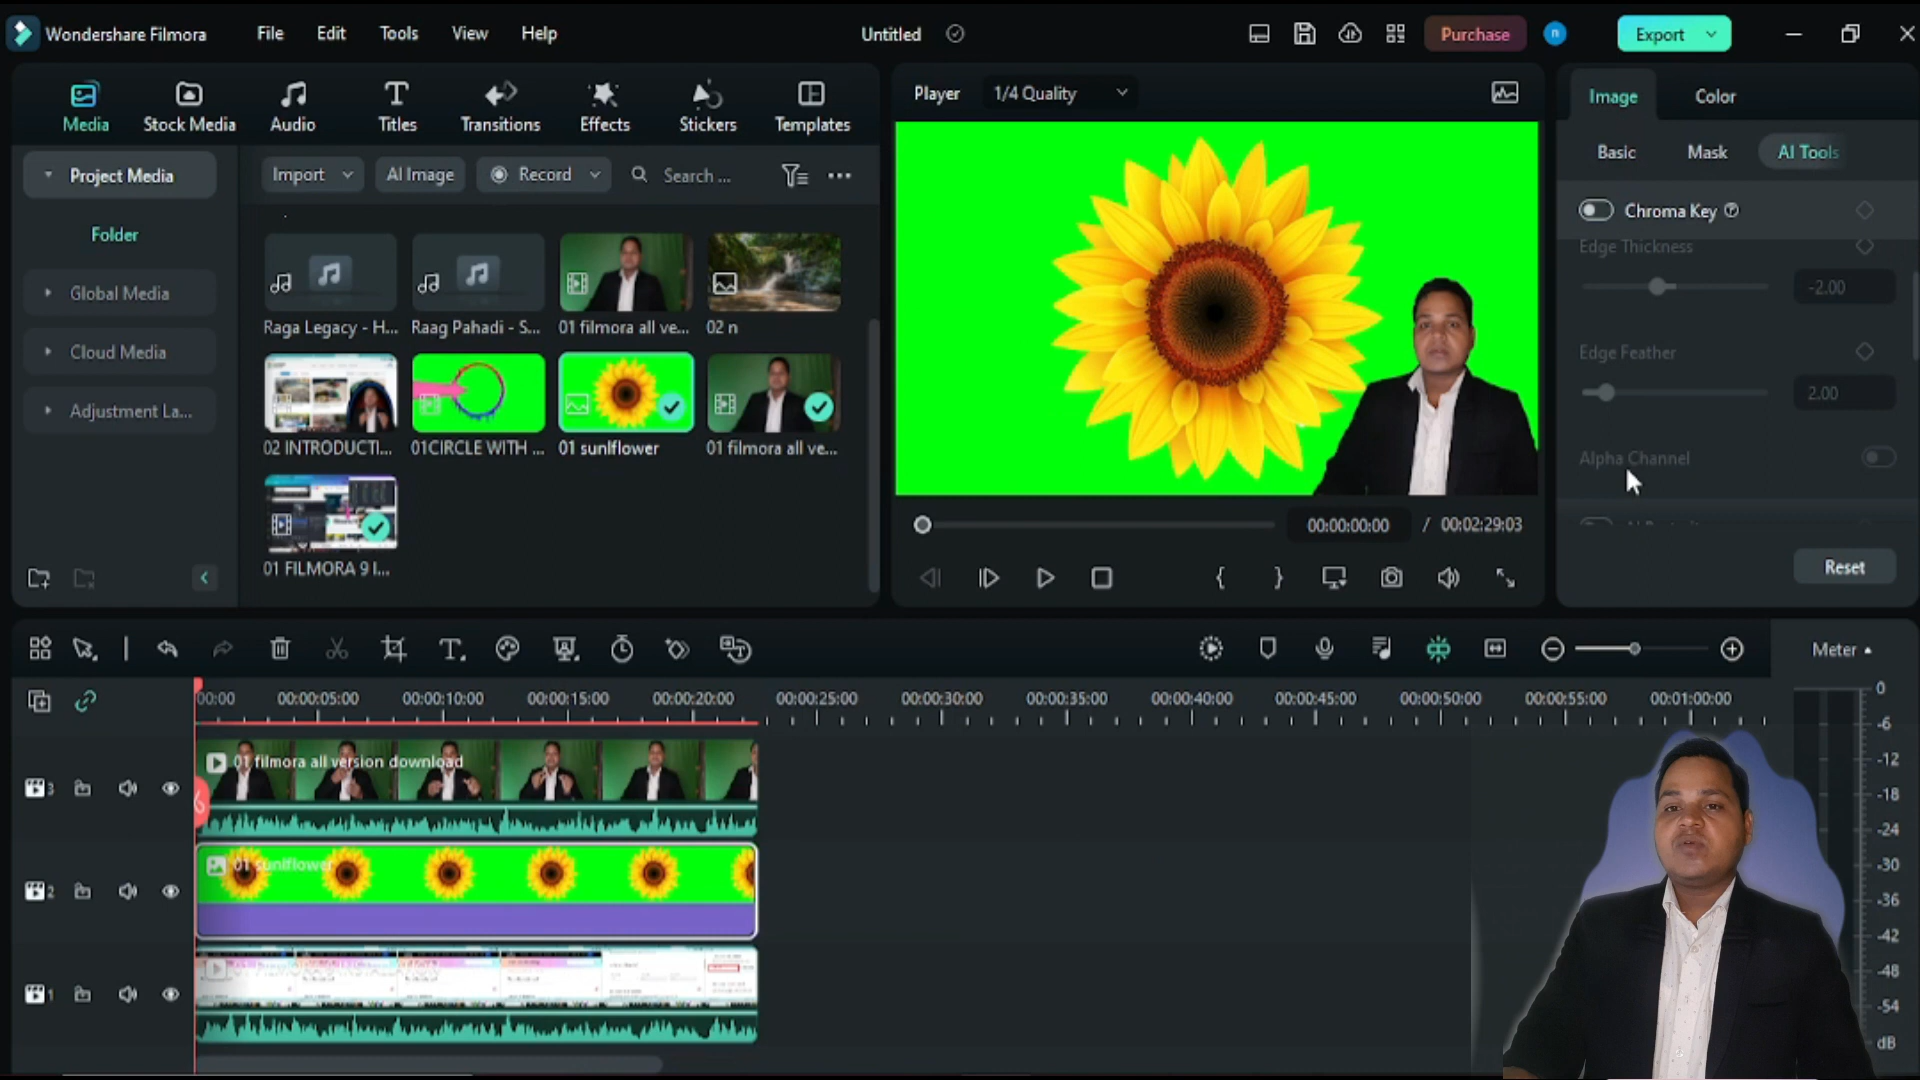 Wondershare Filmora
File
Edit
Tools
View
Help
Untitled
Purchase
n
Export
Media
Stock Media
Audio
Titles
Transitions
Effects
Stickers
Templates
Project Media
Folder
Global Media
Cloud Media
Adjustment La...
Import
AI Image
Record
Search ...
Raga Legacy - H...
Raag Pahadi - S...
01 filmora all ve...
02 n
02 INTRODUCTI...
01CIRCLE WITH ...
01 sunlflower
01 filmora all ve...
01 FILMORA 9 I...
Player
1/4 Quality
00:00:00:00
/ 00:02:29:03
Image
Color
Basic
Mask
AI Tools
Chroma Key
Edge Thickness
-2.00
Edge Feather
2.00
Alpha Channel
Reset
Meter
00:00
00:00:05:00
00:00:10:00
00:00:15:00
00:00:20:00
00:00:25:00
00:00:30:00
00:00:35:00
00:00:40:00
00:00:45:00
00:00:50:00
00:00:55:00
00:01:00:00
3
01 filmora all version download
2
01 sunlflower
1
0
-6
-12
-18
-24
-30
-36
-42
-48
-54
dB